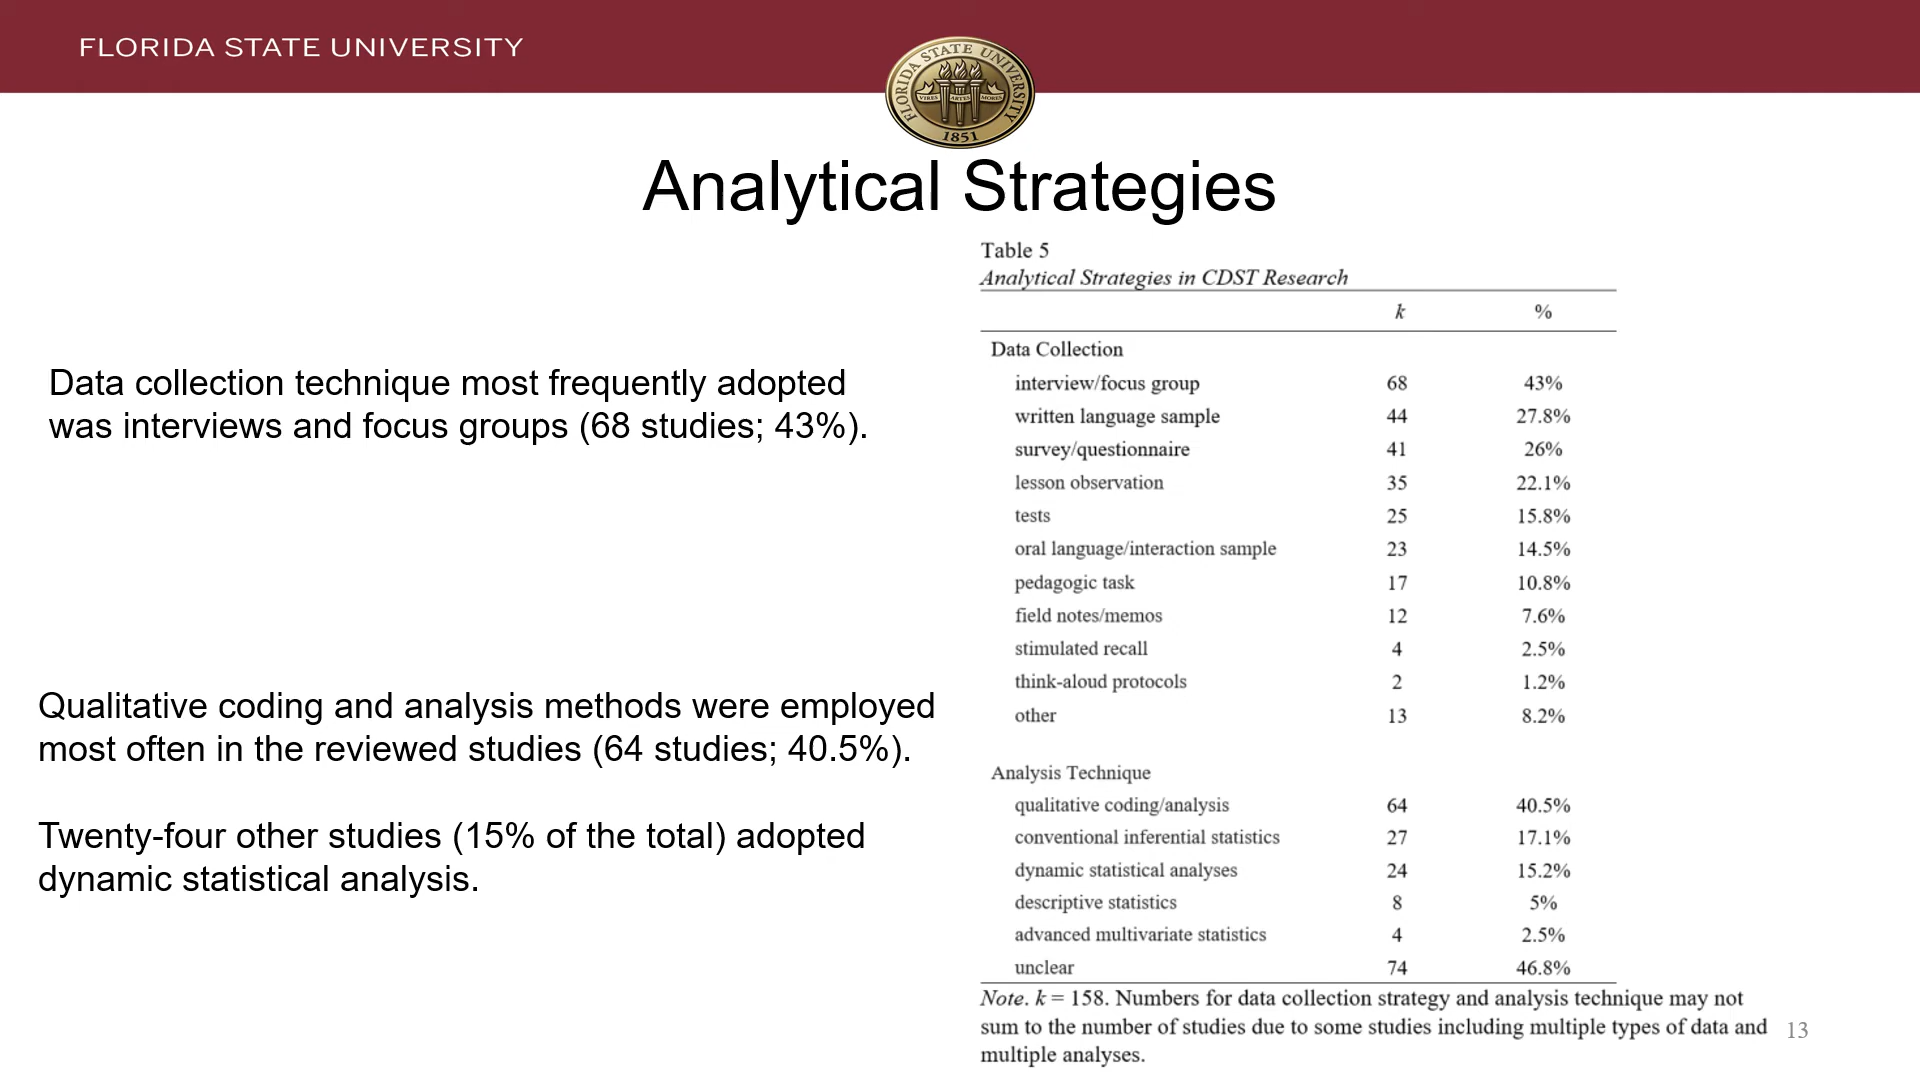 FLORIDA STATE UNIVERSITY
FLORIDA STATE UNIVERSITY
VIRES ARTES MORES
1851
Analytical Strategies
Data collection technique most frequently adopted
was interviews and focus groups (68 studies; 43%).
Qualitative coding and analysis methods were employed
most often in the reviewed studies (64 studies; 40.5%).
Twenty-four other studies (15% of the total) adopted
dynamic statistical analysis.
Table 5
Analytical Strategies in CDST Research
k %
Data Collection
interview/focus group 68 43%
written language sample 44 27.8%
survey/questionnaire 41 26%
lesson observation 35 22.1%
tests 25 15.8%
oral language/interaction sample 23 14.5%
pedagogic task 17 10.8%
field notes/memos 12 7.6%
stimulated recall 4 2.5%
think-aloud protocols 2 1.2%
other 13 8.2%
Analysis Technique
qualitative coding/analysis 64 40.5%
conventional inferential statistics 27 17.1%
dynamic statistical analyses 24 15.2%
descriptive statistics 8 5%
advanced multivariate statistics 4 2.5%
unclear 74 46.8%
Note. k = 158. Numbers for data collection strategy and analysis technique may not
sum to the number of studies due to some studies including multiple types of data and
multiple analyses.
13